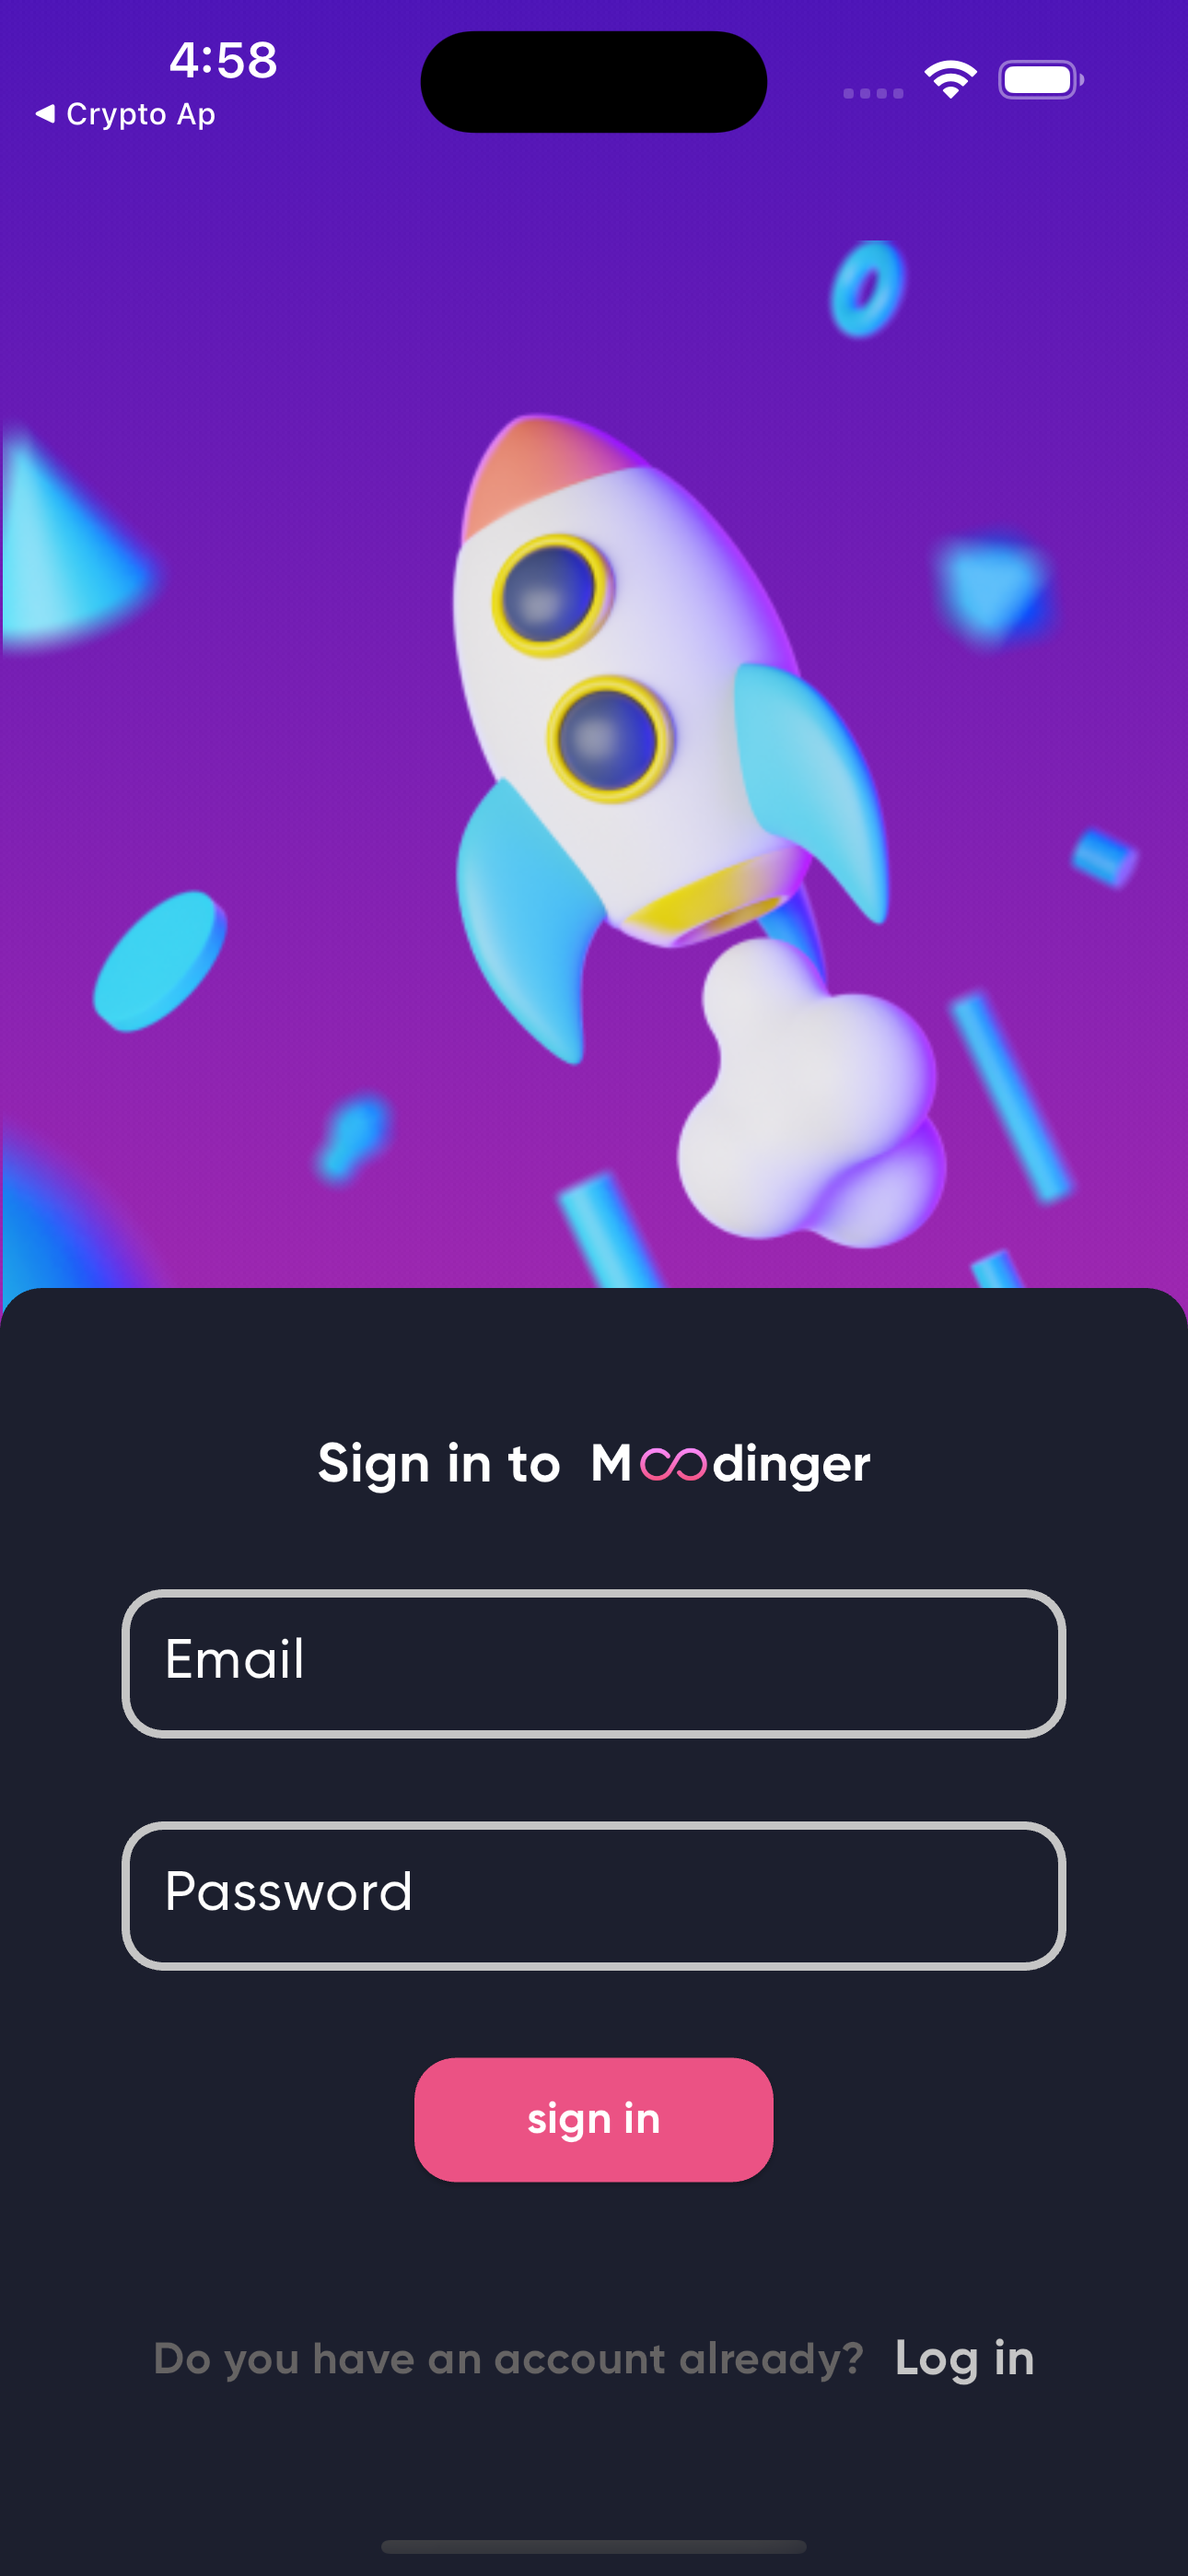 4:58
Crypto Ap
Sign in to M∞dinger
Email
Password
sign in
Do you have an account already? Log in